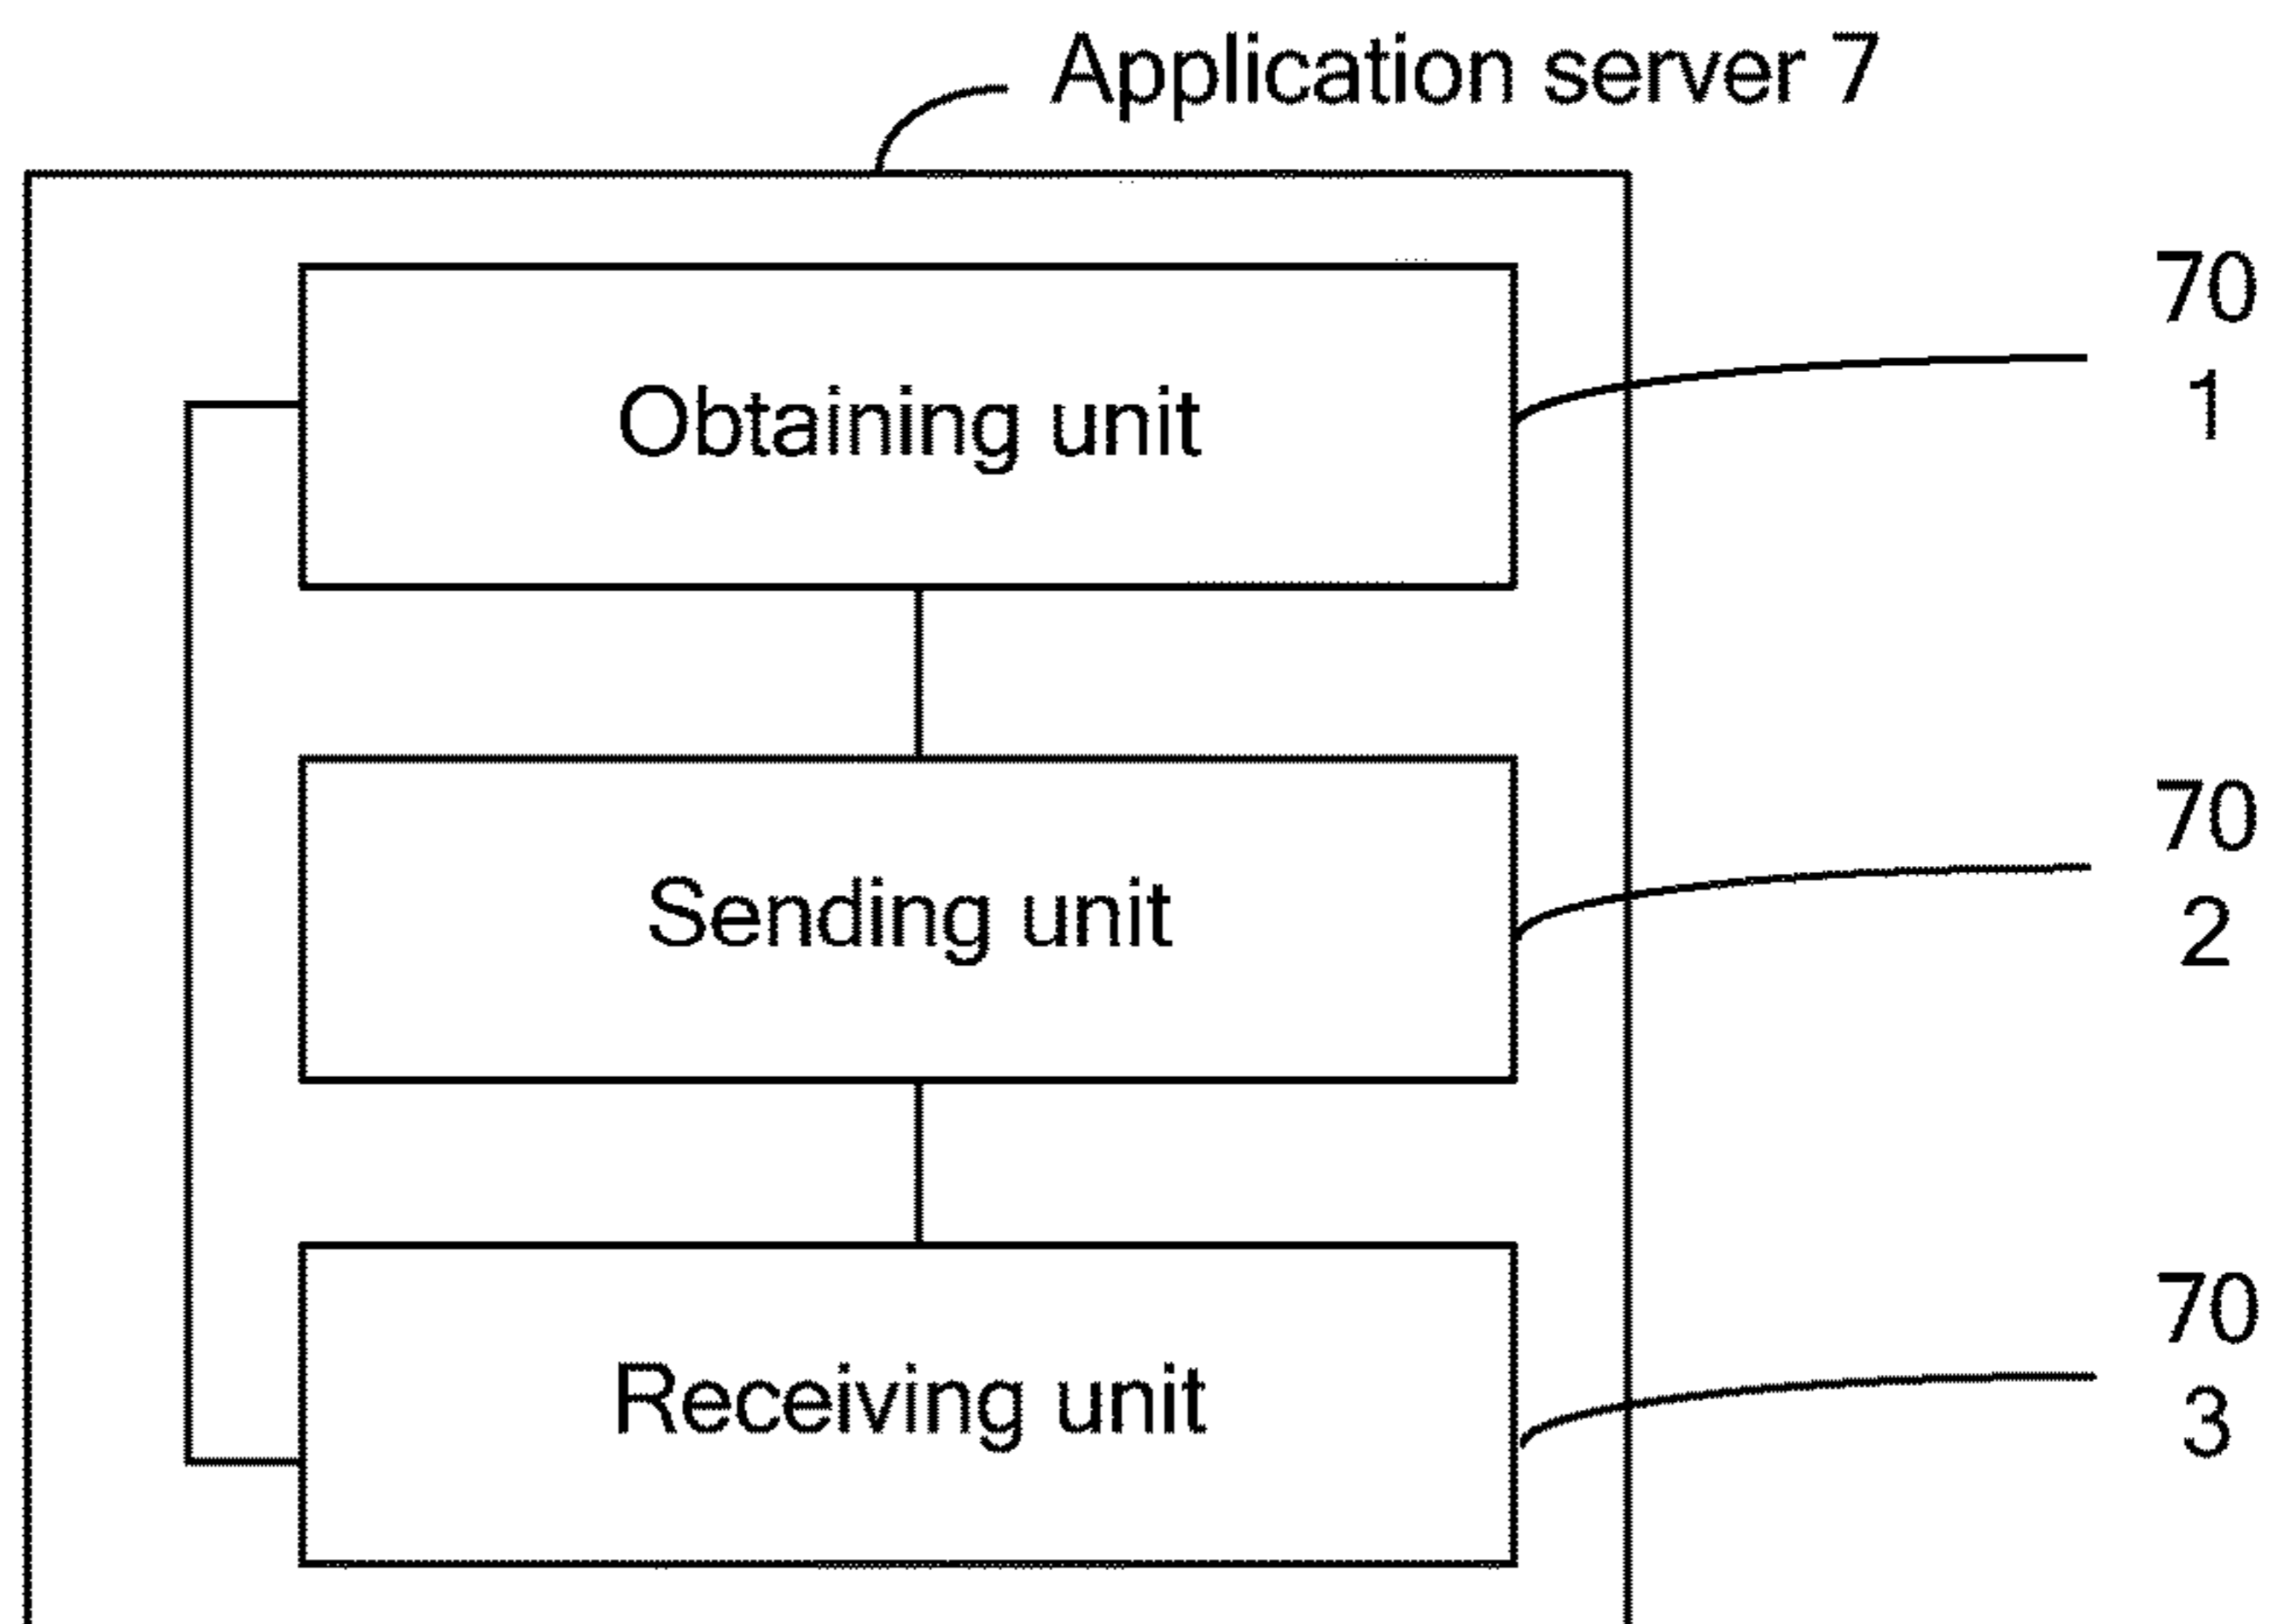 Application server 7
Obtaining unit
70
1
Sending unit
70
2
Receiving unit
70
3